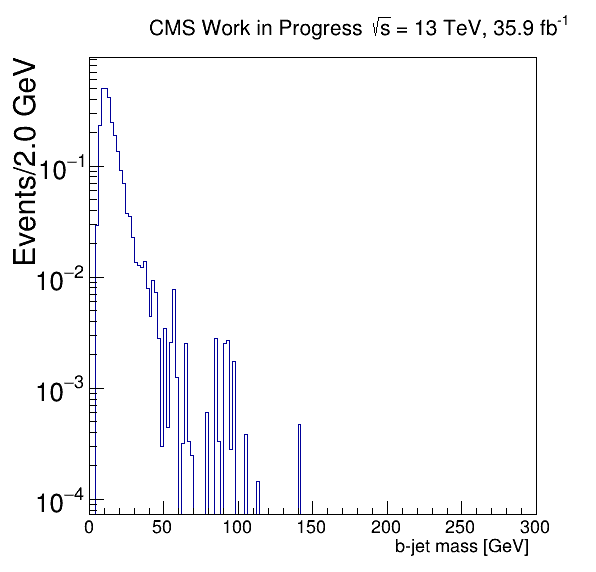 CMS Work in Progress √s = 13 TeV, 35.9 fb⁻¹
Events/2.0 GeV
10⁻¹
10⁻²
10⁻³
10⁻⁴
0 50 100 150 200 250 300
b-jet mass [GeV]